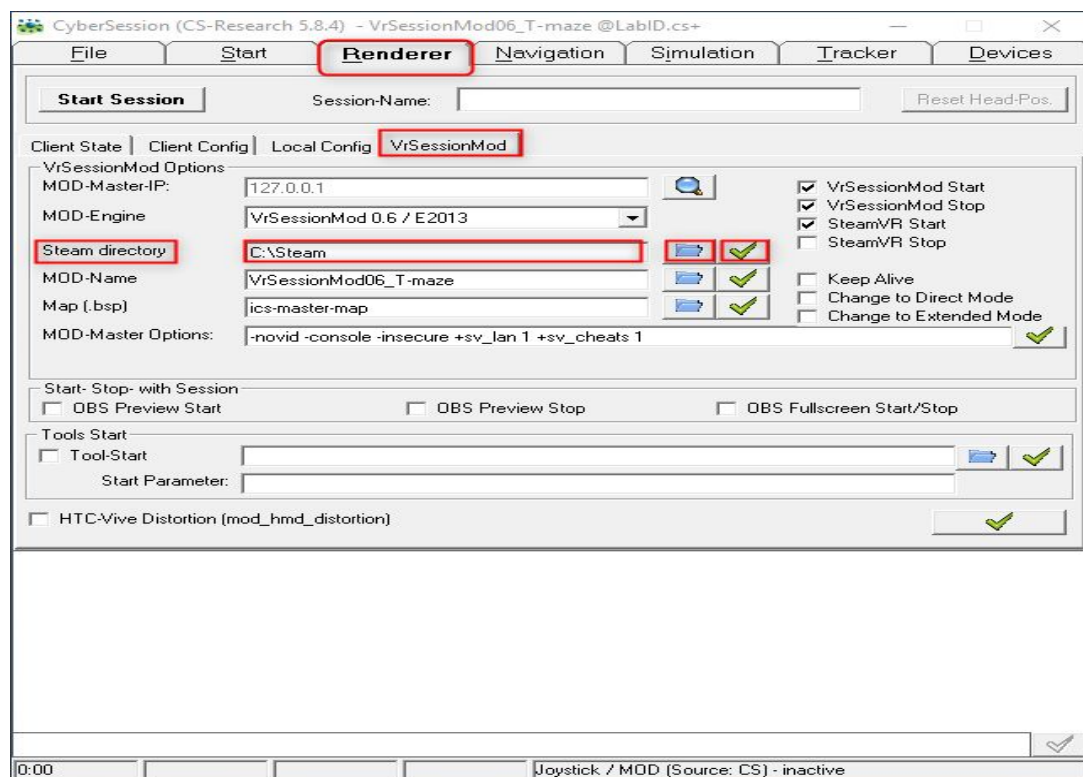 CyberSession (CS-Research 5.8.4) - VrSessionMod06_T-maze @LabID.cs+
File Start Renderer Navigation Simulation Tracker Devices
Start Session Session-Name: Reset Head-Pos.
Client State Client Config Local Config VrSessionMod
VrSessionMod Options
MOD-Master-IP: 127.0.0.1 VrSessionMod Start
VrSessionMod Stop
MOD-Engine VrSessionMod 0.6 / E2013 SteamVR Start
SteamVR Stop
Steam directory C:\Steam
MOD-Name VrSessionMod06_T-maze Keep Alive
Change to Direct Mode
Map (.bsp) ics-master-map Change to Extended Mode
MOD-Master Options: -novid -console -insecure +sv_lan 1 +sv_cheats 1
Start- Stop- with Session
OBS Preview Start OBS Preview Stop OBS Fullscreen Start/Stop
Tools Start
Tool-Start
Start Parameter:
HTC-Vive Distortion (mod_hmd_distortion)
0:00 Joystick / MOD (Source: CS) - inactive